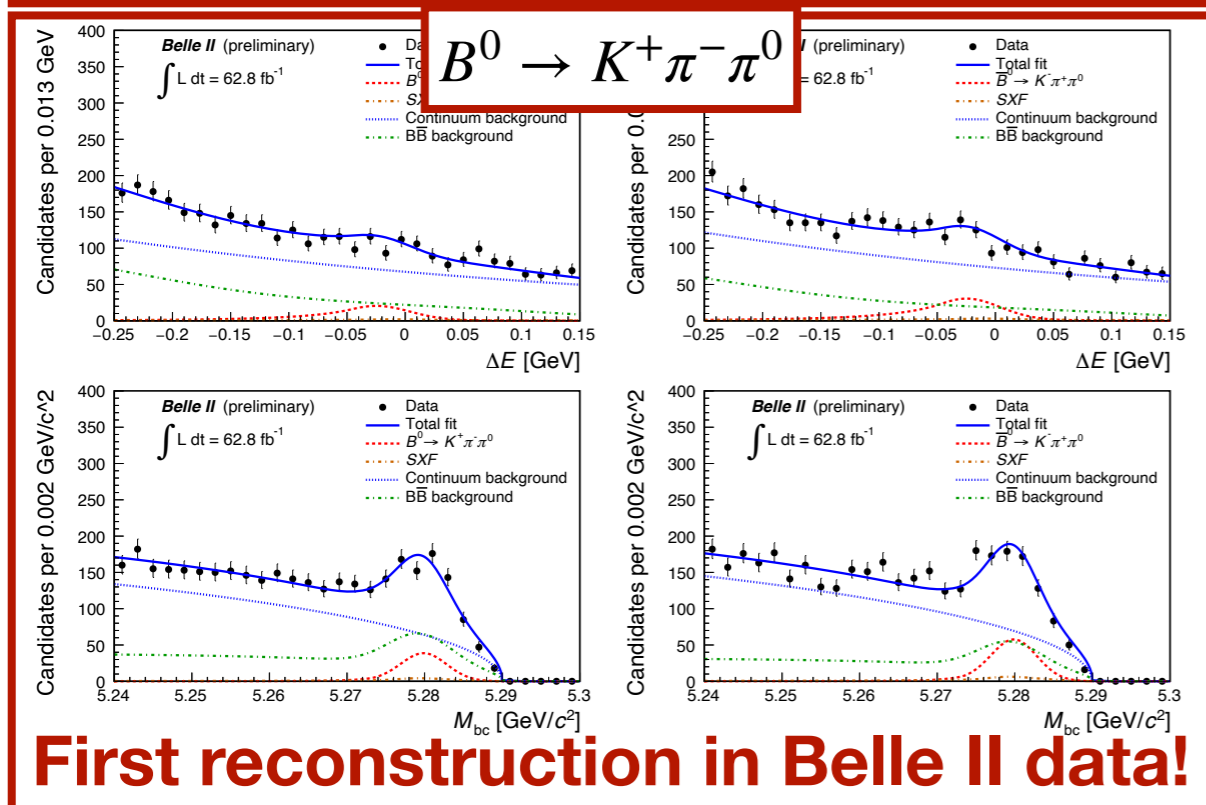 B⁰ → K⁺π⁻π⁰
Candidates per 0.013 GeV
400
350
300
250
200
150
100
50
0
Belle II (preliminary)
∫ L dt = 62.8 fb⁻¹
Continuum background
BB̅ background
−0.25 −0.2 −0.15 −0.1 −0.05 0 0.05 0.1 0.15
ΔE [GeV]
Candidates per 0.0
400
350
300
250
200
150
100
50
0
Data
Total fit
B̅⁰→ K⁻π⁺π⁰
SXF
Continuum background
BB̅ background
−0.25 −0.2 −0.15 −0.1 −0.05 0 0.05 0.1 0.15
ΔE [GeV]
Candidates per 0.002 GeV/c^2
400
350
300
250
200
150
100
50
0
Belle II (preliminary)
∫ L dt = 62.8 fb⁻¹
Data
Total fit
B⁰→ K⁺π⁻π⁰
SXF
Continuum background
BB̅ background
5.24 5.25 5.26 5.27 5.28 5.29 5.3
M_bc [GeV/c²]
Candidates per 0.002 GeV/c^2
400
350
300
250
200
150
100
50
0
Belle II (preliminary)
∫ L dt = 62.8 fb⁻¹
Data
Total fit
B̅⁰→ K⁻π⁺π⁰
SXF
Continuum background
BB̅ background
5.24 5.25 5.26 5.27 5.28 5.29 5.3
M_bc [GeV/c²]
First reconstruction in Belle II data!